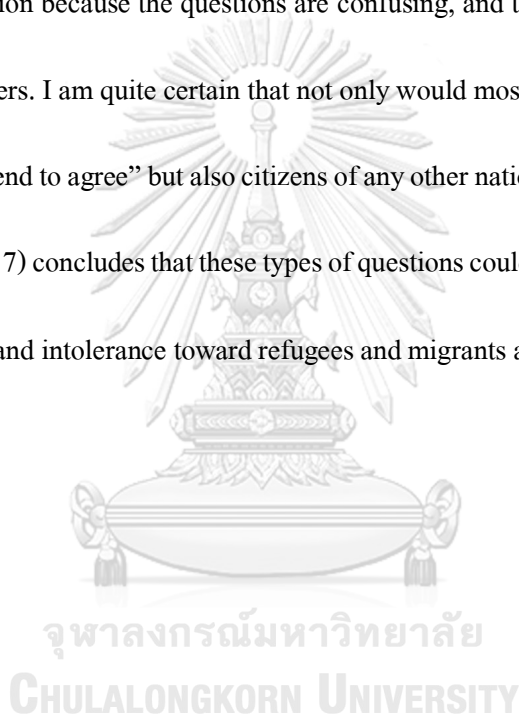 ion because the questions are confusing, and t
ers. I am quite certain that not only would mos
end to agree” but also citizens of any other natio
7) concludes that these types of questions coul
and intolerance toward refugees and migrants a
จุฬาลงกรณ์มหาวิทยาลัย
CHULALONGKORN UNIVERSITY